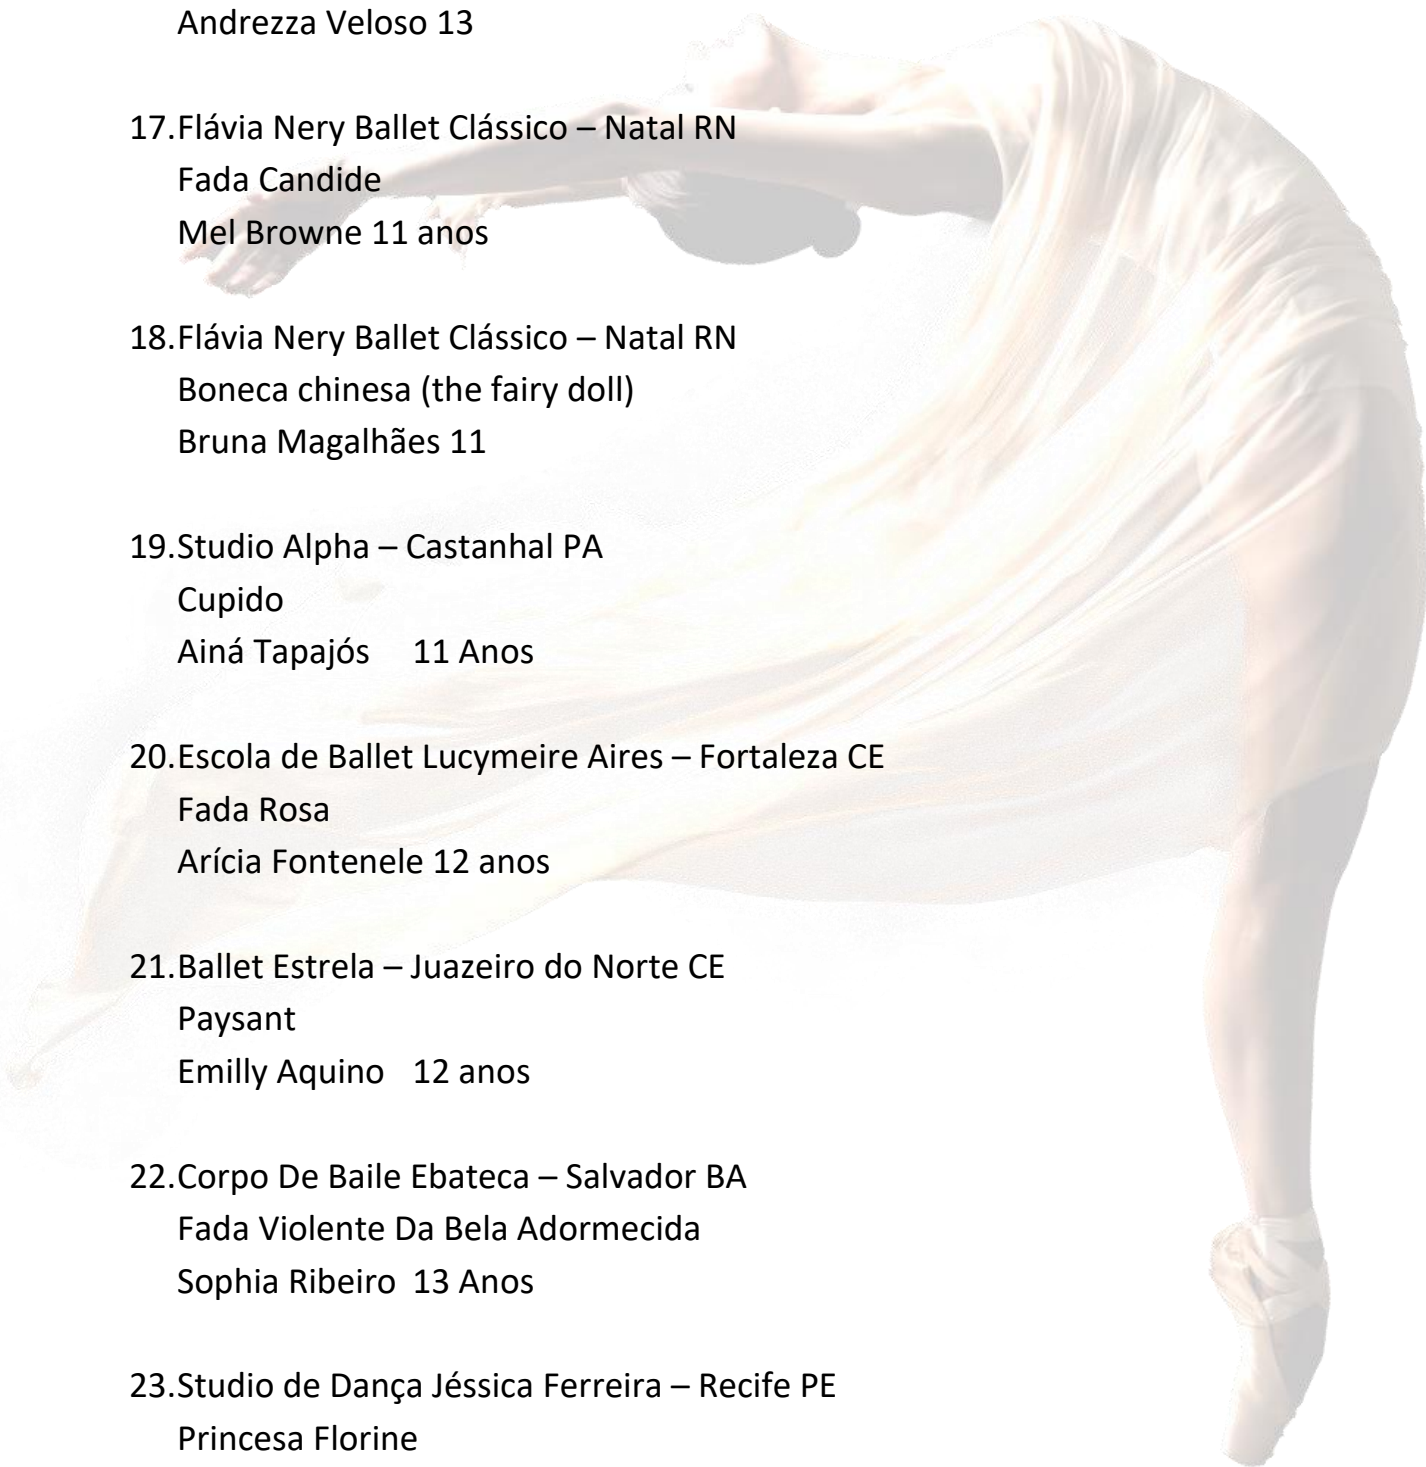 Andrezza Veloso 13
17.Flávia Nery Ballet Clássico – Natal RN
Fada Candide
Mel Browne 11 anos
18.Flávia Nery Ballet Clássico – Natal RN
Boneca chinesa (the fairy doll)
Bruna Magalhães 11
19.Studio Alpha – Castanhal PA
Cupido
Ainá Tapajós 11 Anos
20.Escola de Ballet Lucymeire Aires – Fortaleza CE
Fada Rosa
Arícia Fontenele 12 anos
21.Ballet Estrela – Juazeiro do Norte CE
Paysant
Emilly Aquino 12 anos
22.Corpo De Baile Ebateca – Salvador BA
Fada Violente Da Bela Adormecida
Sophia Ribeiro 13 Anos
23.Studio de Dança Jéssica Ferreira – Recife PE
Princesa Florine